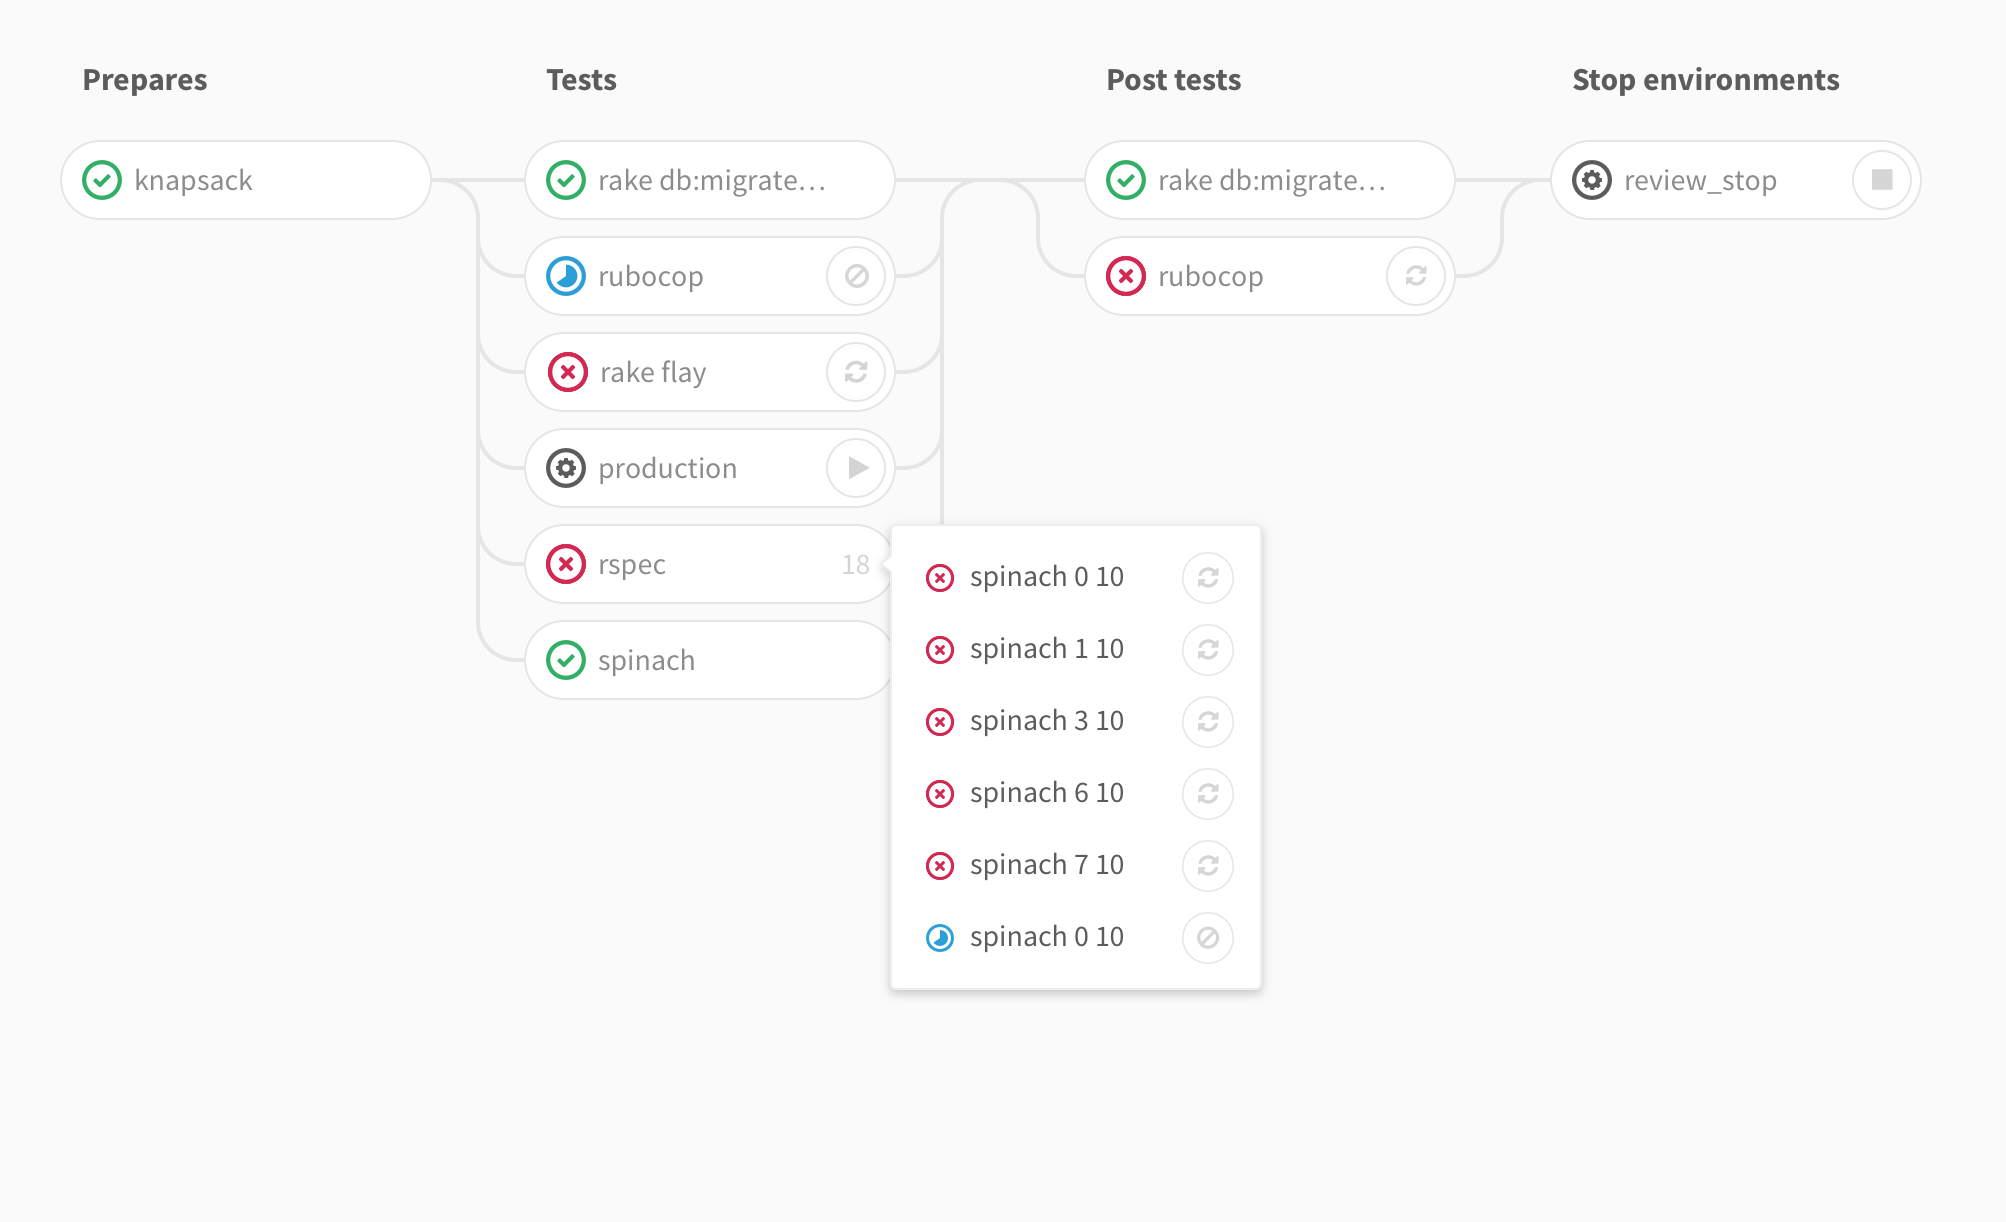 Prepares
Tests
Post tests
Stop environments
knapsack
rake db:migrate…
rake db:migrate…
review_stop
rubocop
rubocop
rake flay
production
rspec 18
spinach
spinach 0 10
spinach 1 10
spinach 3 10
spinach 6 10
spinach 7 10
spinach 0 10